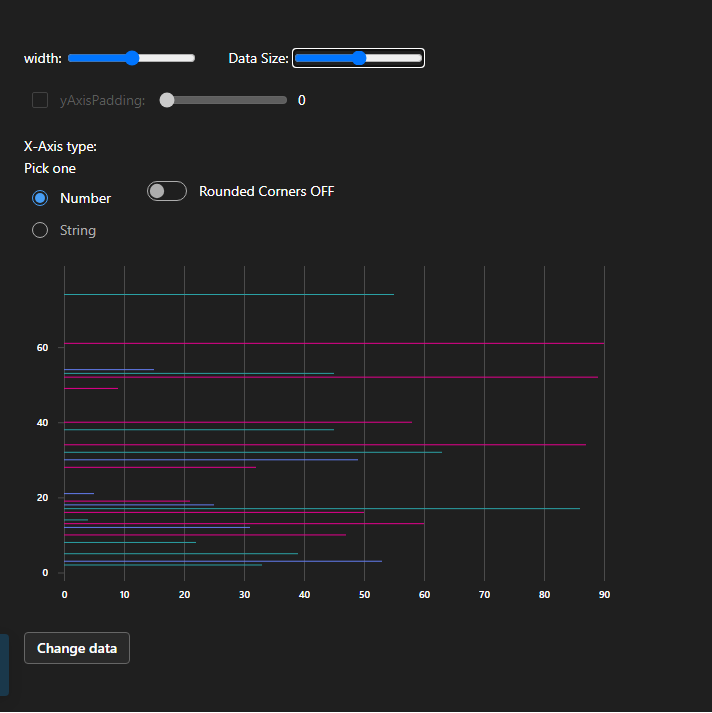 width: Data Size:
yAxisPadding: 0
X-Axis type:
Pick one
Number
Rounded Corners OFF
String
60
40
20
0
0 10 20 30 40 50 60 70 80 90
Change data